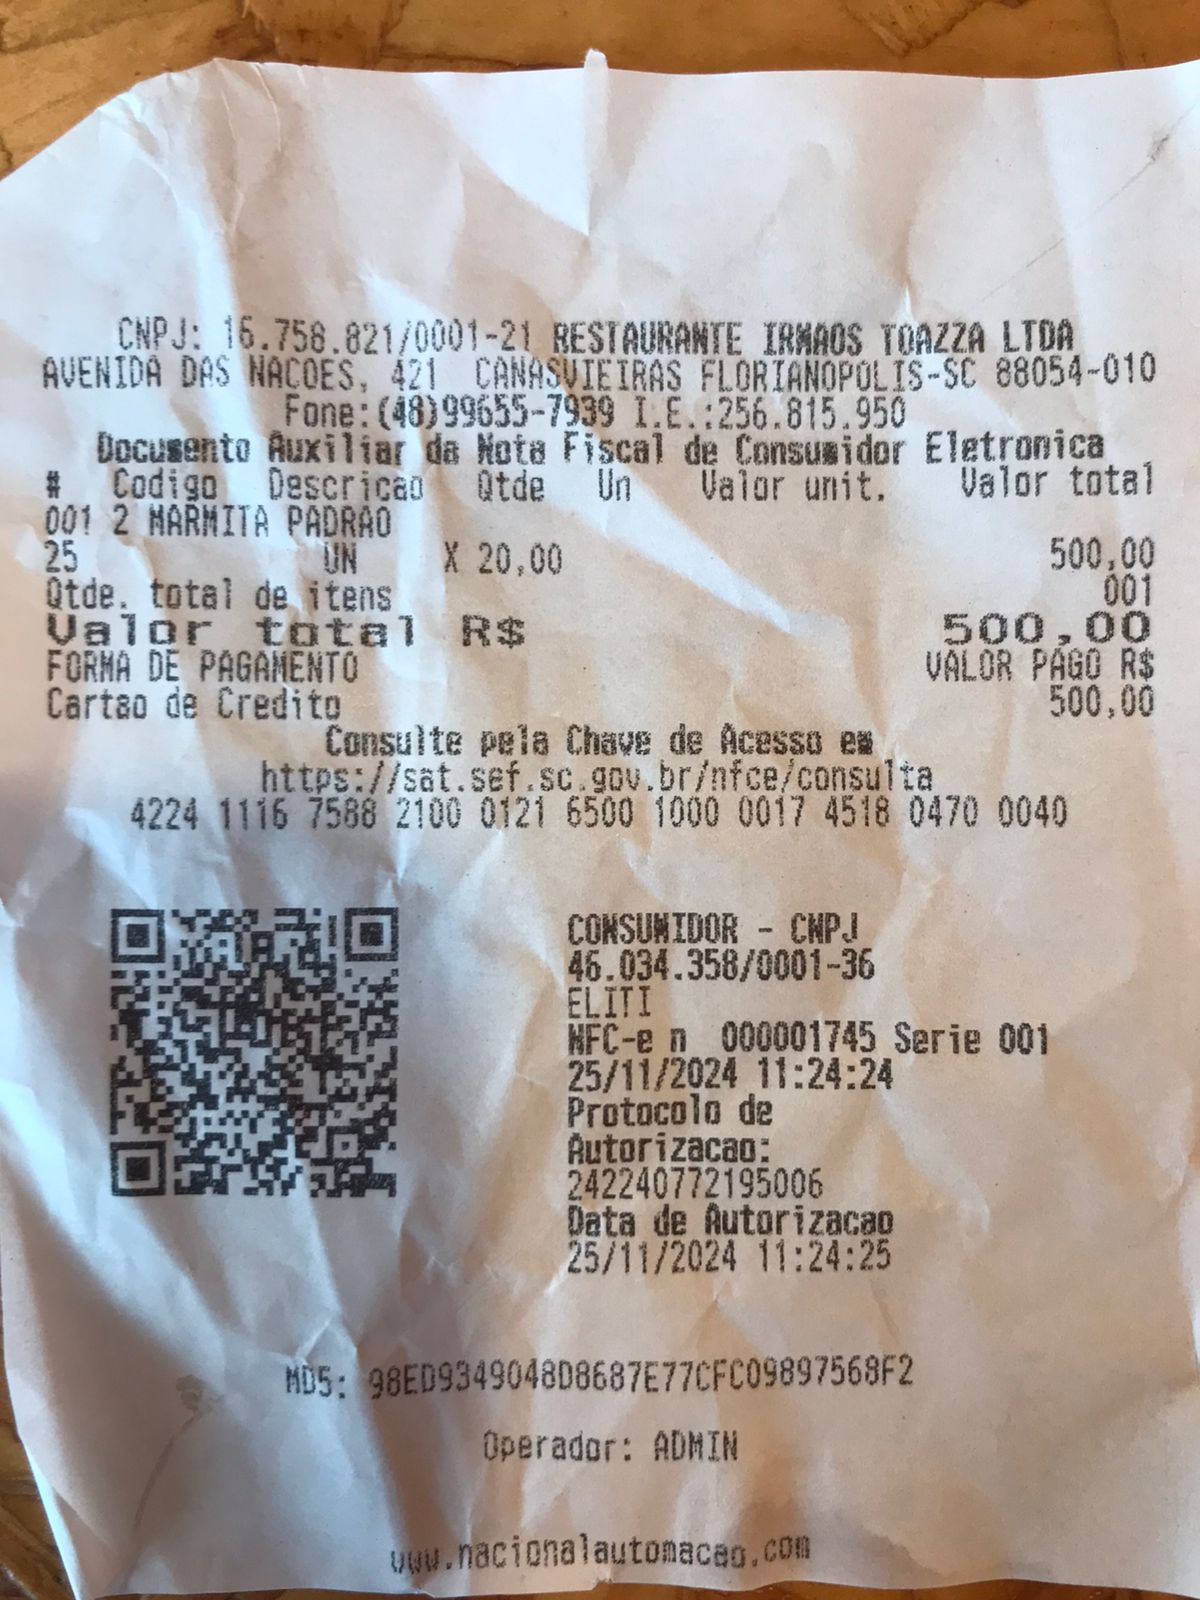 CNPJ: 16.758.821/0001-21 RESTAURANTE IRMAOS TOAZZA LTDA
AVENIDA DAS NACOES, 421 CANASVIEIRAS FLORIANOPOLIS-SC 88054-010
Fone:(48)99655-7939 I.E.:256.815.950
Documento Auxiliar da Nota Fiscal de Consumidor Eletronica
# Codigo Descricao Qtde Un Valor unit. Valor total
001 2 MARMITA PADRAO
25 UN X 20,00 500,00
Qtde. total de itens 001
Valor total R$ 500,00
FORMA DE PAGAMENTO VALOR PAGO R$
Cartao de Credito 500,00
Consulte pela Chave de Acesso em
https://sat.sef.sc.gov.br/nfce/consulta
4224 1116 7588 2100 0121 6500 1000 0017 4518 0470 0040
CONSUMIDOR - CNPJ
46.034.358/0001-36
ELITI
NFC-e n 000001745 Serie 001
25/11/2024 11:24:24
Protocolo de
Autorizacao:
242240772195006
Data de Autorizacao
25/11/2024 11:24:25
MD5: 98ED9349048D8687E77CFC09897568F2
Operador: ADMIN
www.nacionalautomacao.com